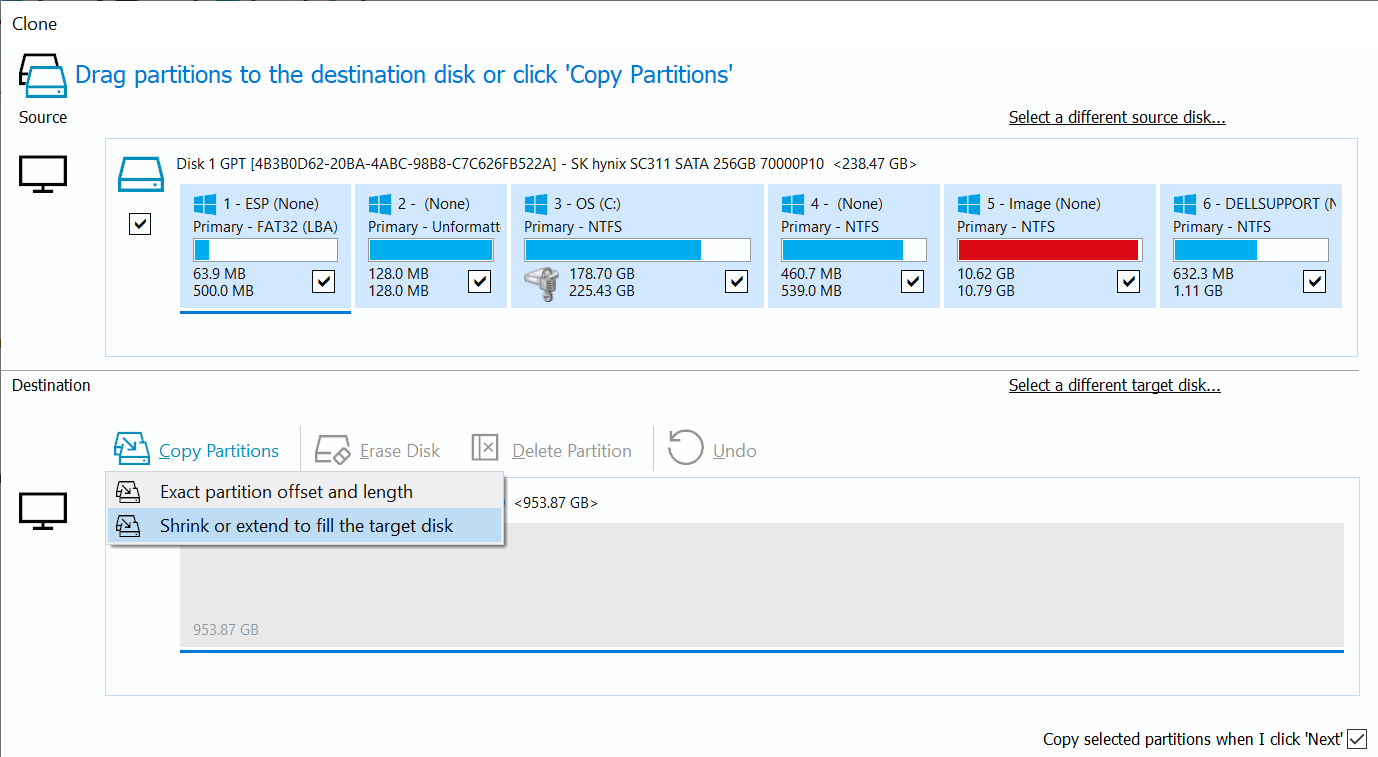 Clone
Drag partitions to the destination disk or click 'Copy Partitions'
Source
Select a different source disk...
Disk 1 GPT [4B3B0D62-20BA-4ABC-98B8-C7C626FB522A] - SK hynix SC311 SATA 256GB 70000P10 <238.47 GB>
1 - ESP (None)
Primary - FAT32 (LBA)
63.9 MB
500.0 MB
2 - (None)
Primary - Unformatt
128.0 MB
128.0 MB
3 - OS (C:)
Primary - NTFS
178.70 GB
225.43 GB
4 - (None)
Primary - NTFS
460.7 MB
539.0 MB
5 - Image (None)
Primary - NTFS
10.62 GB
10.79 GB
6 - DELLSUPPORT (N
Primary - NTFS
632.3 MB
1.11 GB
Destination
Select a different target disk...
Copy Partitions
Erase Disk
Delete Partition
Undo
Exact partition offset and length
Shrink or extend to fill the target disk
<953.87 GB>
953.87 GB
Copy selected partitions when I click 'Next'